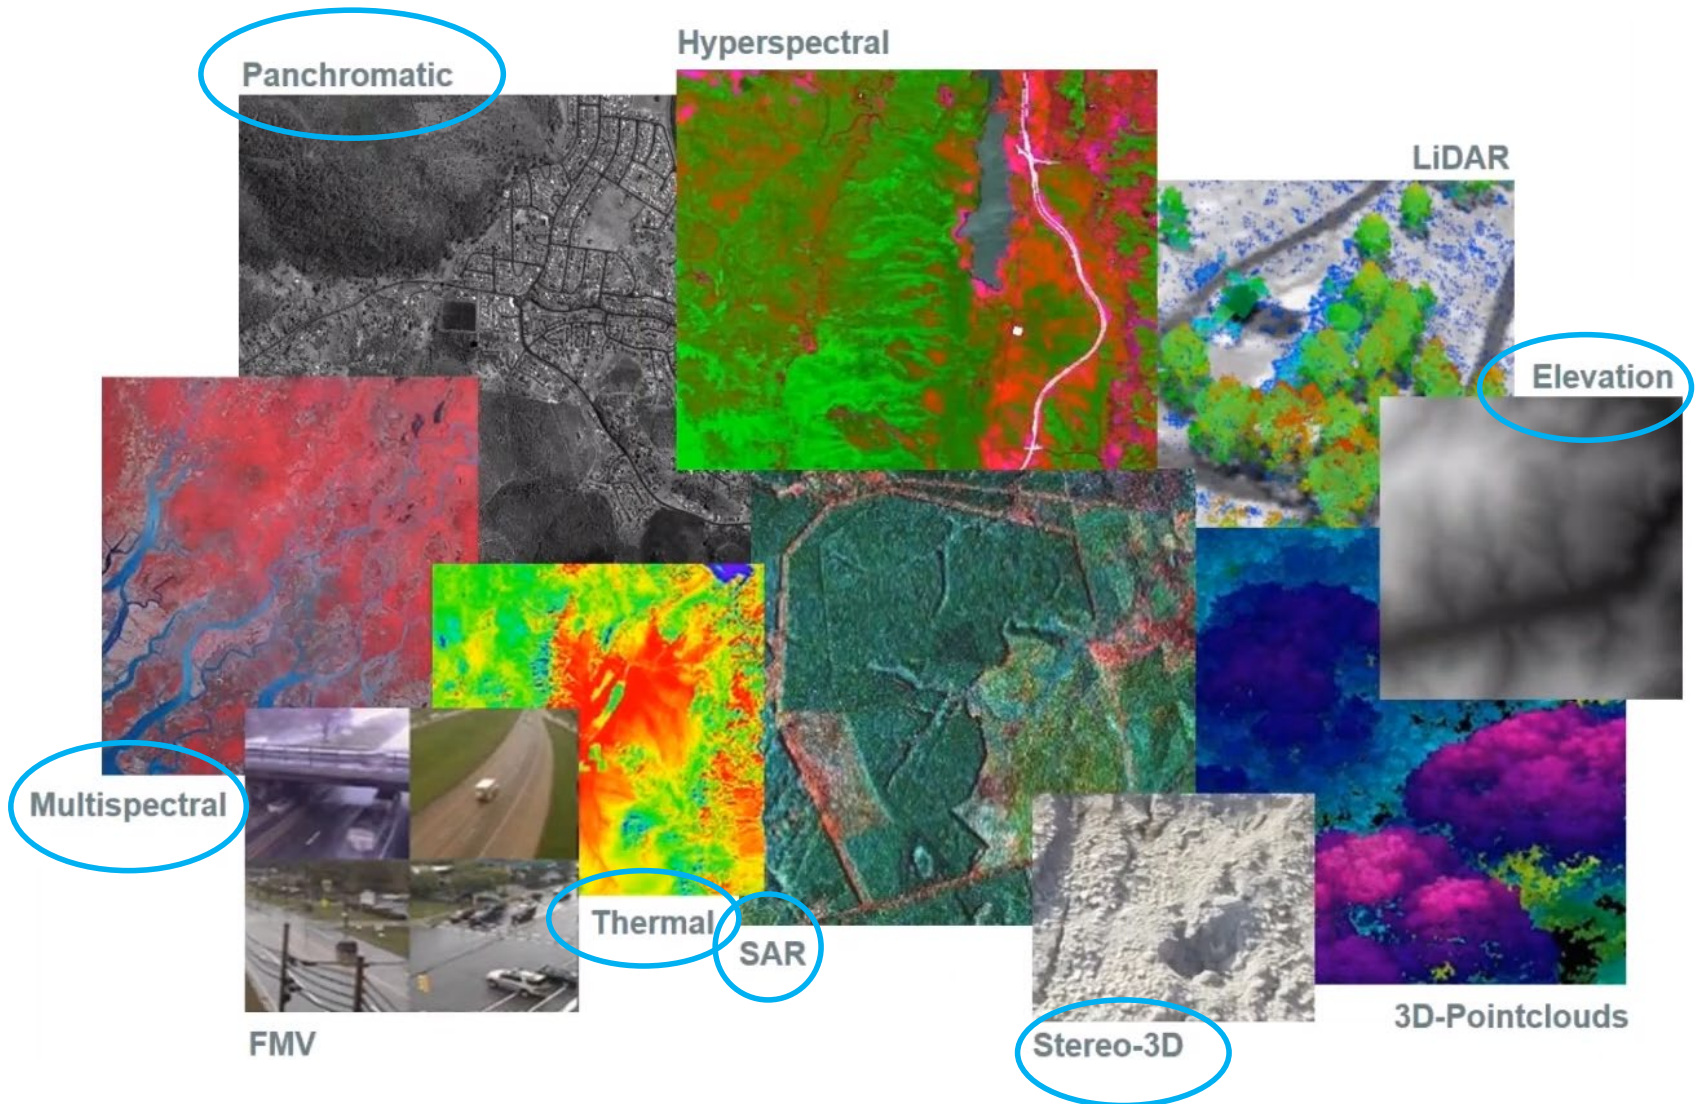 Hyperspectral
Panchromatic
LiDAR
Elevation
Multispectral
Thermal
SAR
3D-Pointclouds
FMV
Stereo-3D